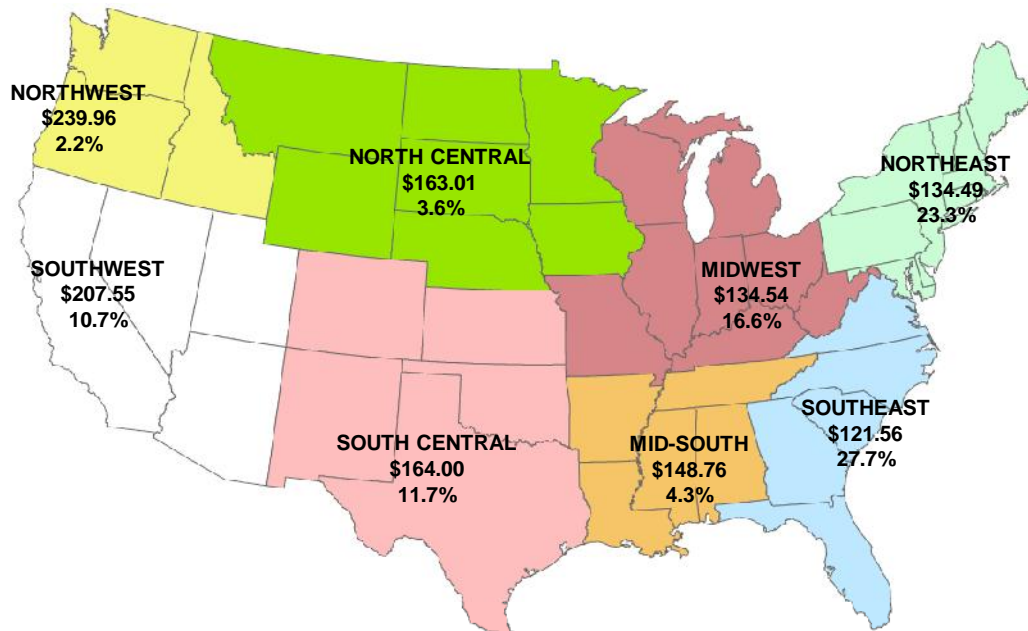 NORTHWEST
$239.96
2.2%
NORTH CENTRAL
$163.01
3.6%
NORTHEAST
$134.49
23.3%
SOUTHWEST
$207.55
10.7%
MIDWEST
$134.54
16.6%
SOUTH CENTRAL
$164.00
11.7%
MID-SOUTH
$148.76
4.3%
SOUTHEAST
$121.56
27.7%